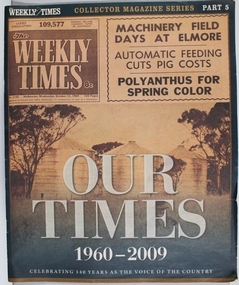 WEEKLY TIMES COLLECTOR MAGAZINE SERIES PART 5
109,577
The
WEEKLY
TIMES
MACHINERY FIELD
DAYS AT ELMORE
AUTOMATIC FEEDING
CUTS PIG COSTS
POLYANTHUS FOR
SPRING COLOR
OUR
TIMES
1960–2009
CELEBRATING 140 YEARS AS THE VOICE OF THE COUNTRY